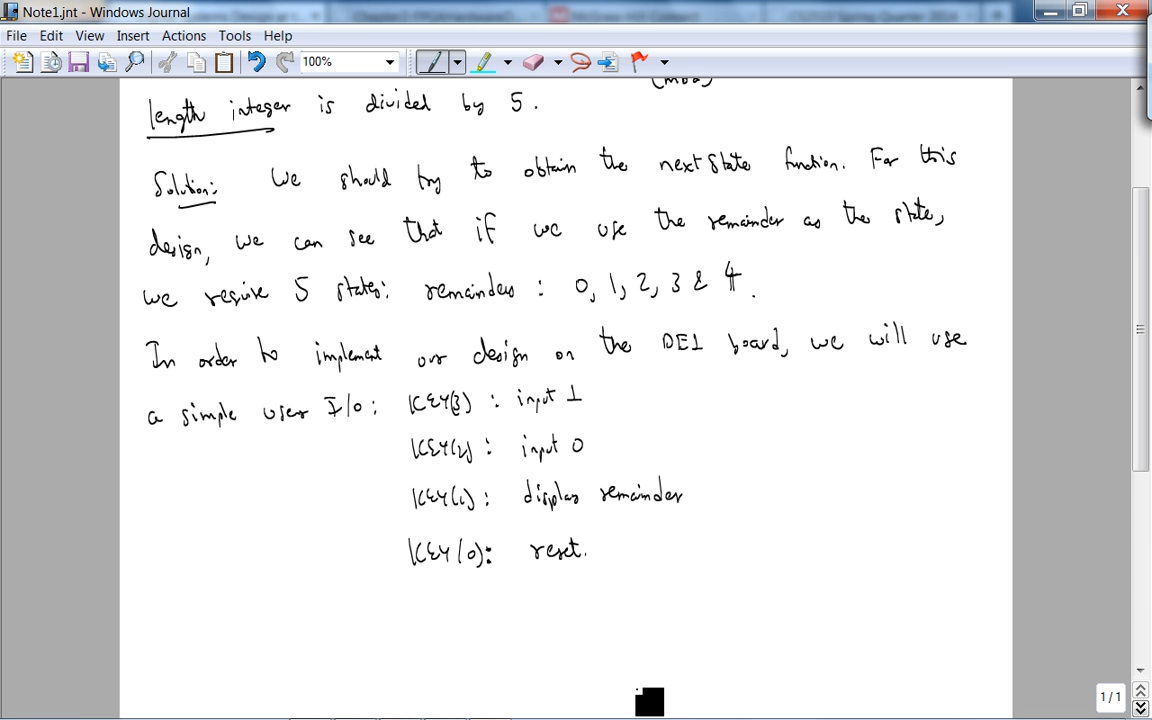 Note1.jnt - Windows Journal
File Edit View Insert Actions Tools Help
100%
length integer is divided by 5.
Solution: We should try to obtain the next state function. For this
design, we can see that if we use the remainder as the state,
we require 5 states: remainders : 0, 1, 2, 3 & 4.
In order to implement our design on the DE1 board, we will use
a simple user I/O: KEY(3) : input 1
KEY(2) : input 0
KEY(1) : display remainder
KEY(0): reset.
1/1